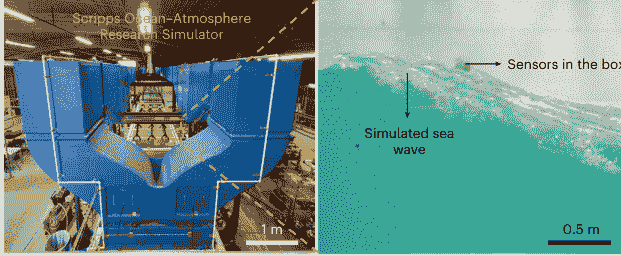 Scripps Ocean–Atmosphere
Research Simulator
1 m
Sensors in the box
Simulated sea
wave
0.5 m